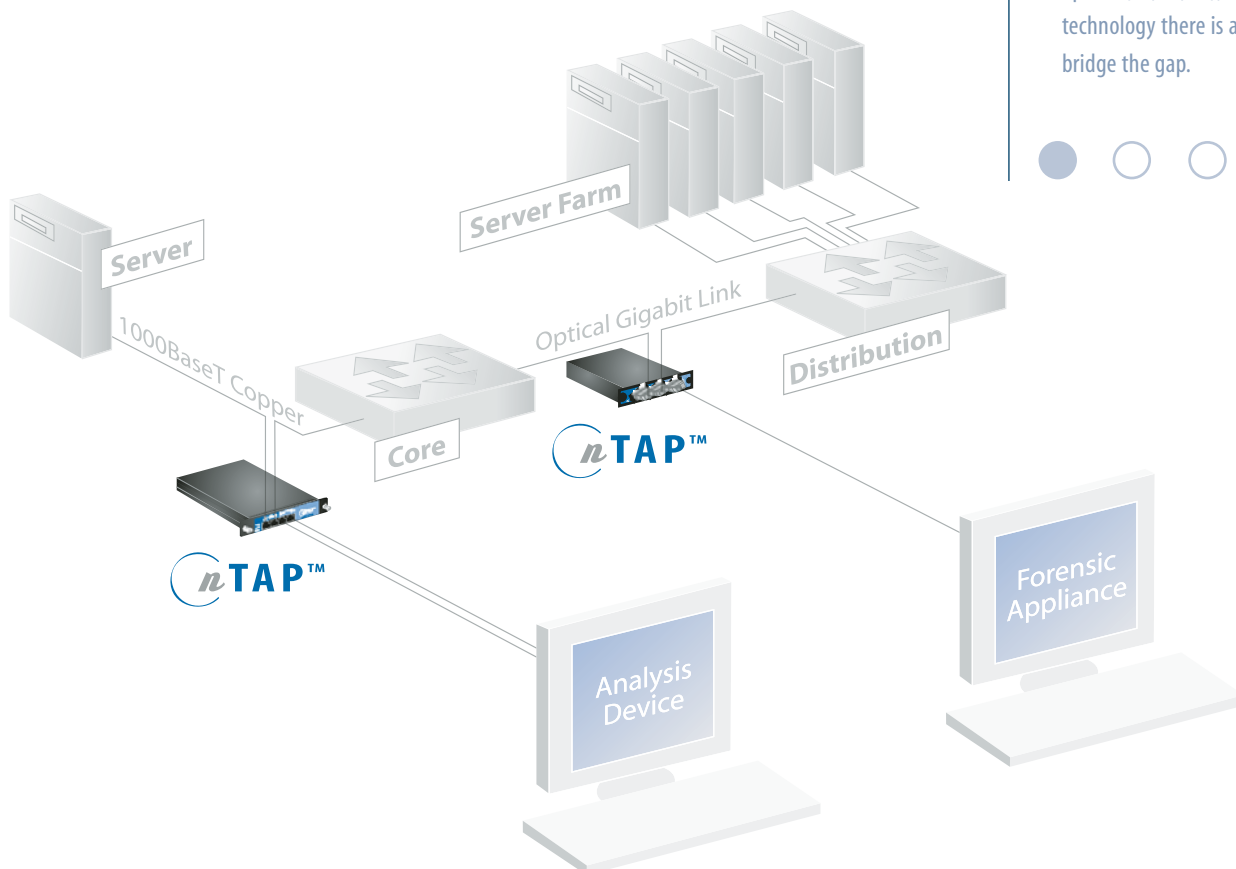 technology there is a
bridge the gap.
Server Farm
Server
1000BaseT Copper
Optical Gigabit Link
Distribution
Core
nTAP™
nTAP™
Forensic
Appliance
Analysis
Device